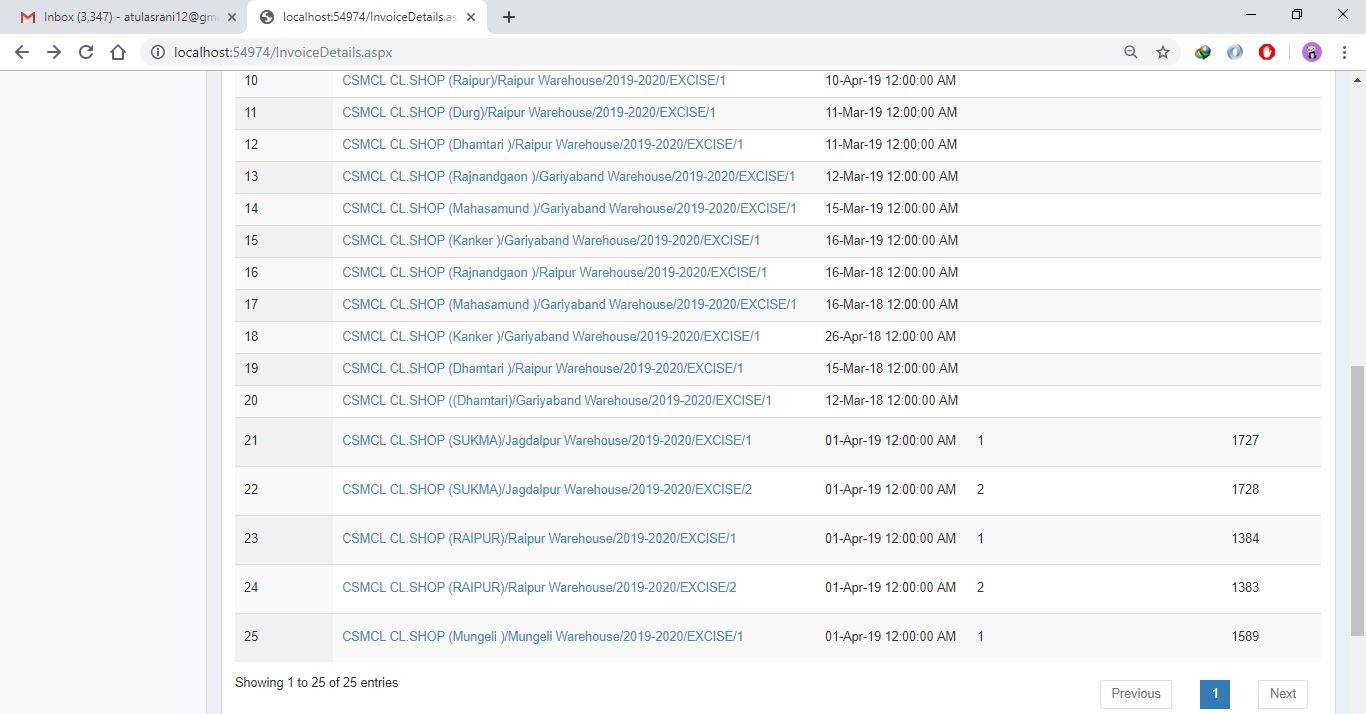 Inbox (3,347) - atulasrani12@gm
localhost:54974/InvoiceDetails.as
localhost:54974/InvoiceDetails.aspx
10 CSMCL CL.SHOP (Raipur)/Raipur Warehouse/2019-2020/EXCISE/1 10-Apr-19 12:00:00 AM
11 CSMCL CL.SHOP (Durg)/Raipur Warehouse/2019-2020/EXCISE/1 11-Mar-19 12:00:00 AM
12 CSMCL CL.SHOP (Dhamtari )/Raipur Warehouse/2019-2020/EXCISE/1 11-Mar-19 12:00:00 AM
13 CSMCL CL.SHOP (Rajnandgaon )/Gariyaband Warehouse/2019-2020/EXCISE/1 12-Mar-19 12:00:00 AM
14 CSMCL CL.SHOP (Mahasamund )/Gariyaband Warehouse/2019-2020/EXCISE/1 15-Mar-19 12:00:00 AM
15 CSMCL CL.SHOP (Kanker )/Gariyaband Warehouse/2019-2020/EXCISE/1 16-Mar-19 12:00:00 AM
16 CSMCL CL.SHOP (Rajnandgaon )/Raipur Warehouse/2019-2020/EXCISE/1 16-Mar-18 12:00:00 AM
17 CSMCL CL.SHOP (Mahasamund )/Gariyaband Warehouse/2019-2020/EXCISE/1 16-Mar-18 12:00:00 AM
18 CSMCL CL.SHOP (Kanker )/Gariyaband Warehouse/2019-2020/EXCISE/1 26-Apr-18 12:00:00 AM
19 CSMCL CL.SHOP (Dhamtari )/Raipur Warehouse/2019-2020/EXCISE/1 15-Mar-18 12:00:00 AM
20 CSMCL CL.SHOP ((Dhamtari)/Gariyaband Warehouse/2019-2020/EXCISE/1 12-Mar-18 12:00:00 AM
21 CSMCL CL.SHOP (SUKMA)/Jagdalpur Warehouse/2019-2020/EXCISE/1 01-Apr-19 12:00:00 AM 1 1727
22 CSMCL CL.SHOP (SUKMA)/Jagdalpur Warehouse/2019-2020/EXCISE/2 01-Apr-19 12:00:00 AM 2 1728
23 CSMCL CL.SHOP (RAIPUR)/Raipur Warehouse/2019-2020/EXCISE/1 01-Apr-19 12:00:00 AM 1 1384
24 CSMCL CL.SHOP (RAIPUR)/Raipur Warehouse/2019-2020/EXCISE/2 01-Apr-19 12:00:00 AM 2 1383
25 CSMCL CL.SHOP (Mungeli )/Mungeli Warehouse/2019-2020/EXCISE/1 01-Apr-19 12:00:00 AM 1 1589
Showing 1 to 25 of 25 entries
Previous 1 Next